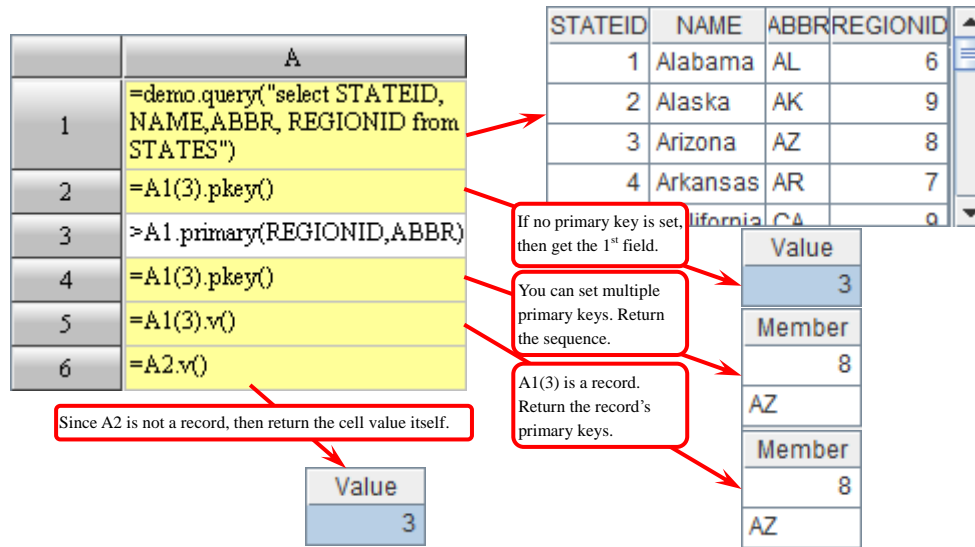 A
1
=demo.query("select STATEID,
NAME,ABBR, REGIONID from
STATES")
2
=A1(3).pkey()
3
>A1.primary(REGIONID,ABBR)
4
=A1(3).pkey()
5
=A1(3).v()
6
=A2.v()
STATEID NAME ABBR REGIONID
1 Alabama AL 6
2 Alaska AK 9
3 Arizona AZ 8
4 Arkansas AR 7
CA 9
If no primary key is set,
then get the 1st field.
Value
3
You can set multiple
primary keys. Return
the sequence.
Member
8
AZ
A1(3) is a record.
Return the record's
primary keys.
Member
8
AZ
Since A2 is not a record, then return the cell value itself.
Value
3